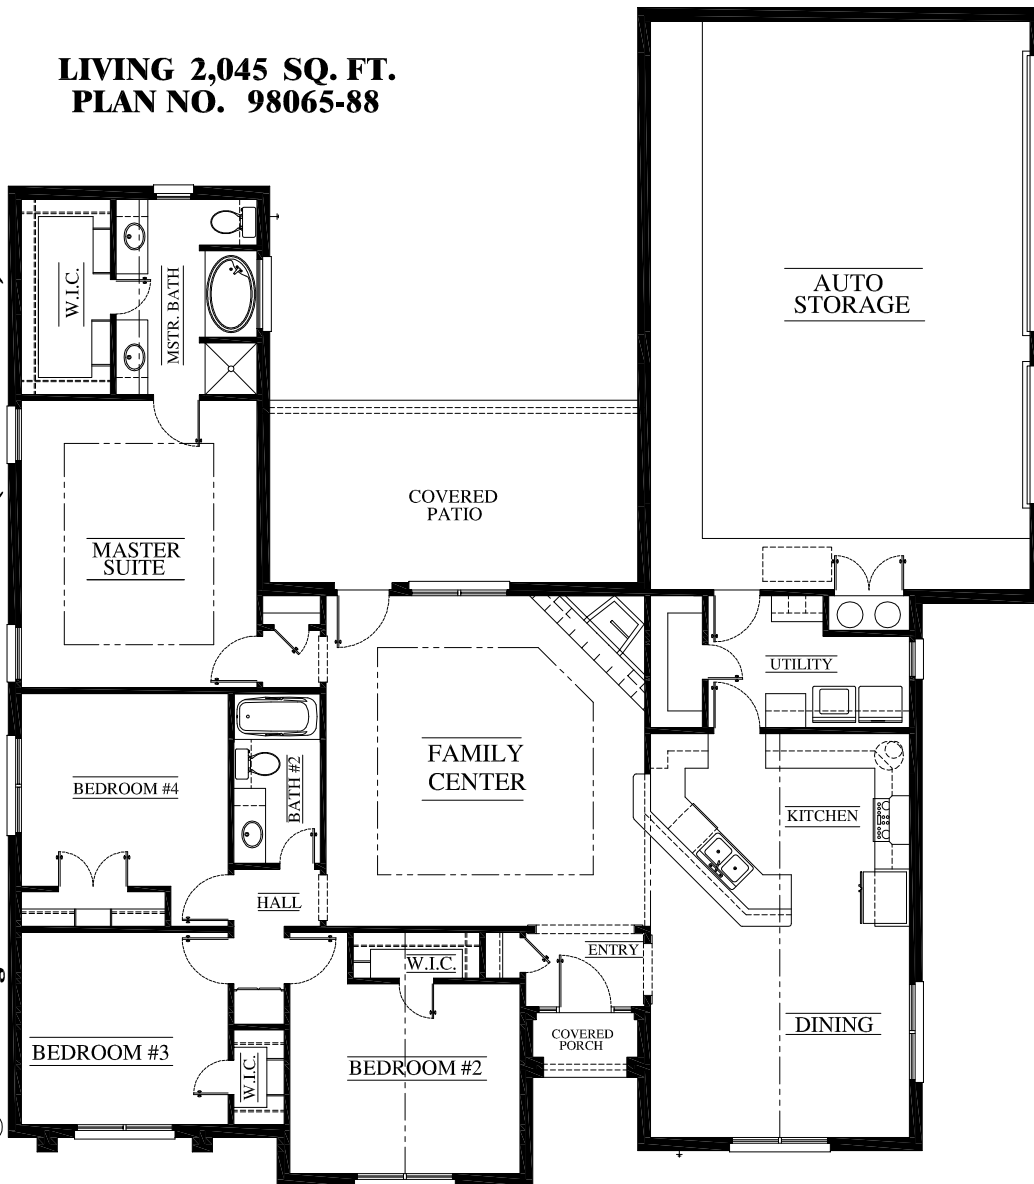 LIVING 2,045 SQ. FT.
PLAN NO. 98065-88
W.I.C.
MSTR. BATH
AUTO
STORAGE
COVERED
PATIO
MASTER
SUITE
UTILITY
FAMILY
CENTER
BEDROOM #4
BATH #2
KITCHEN
HALL
ENTRY
W.I.C.
DINING
COVERED
PORCH
BEDROOM #3
W.I.C.
BEDROOM #2